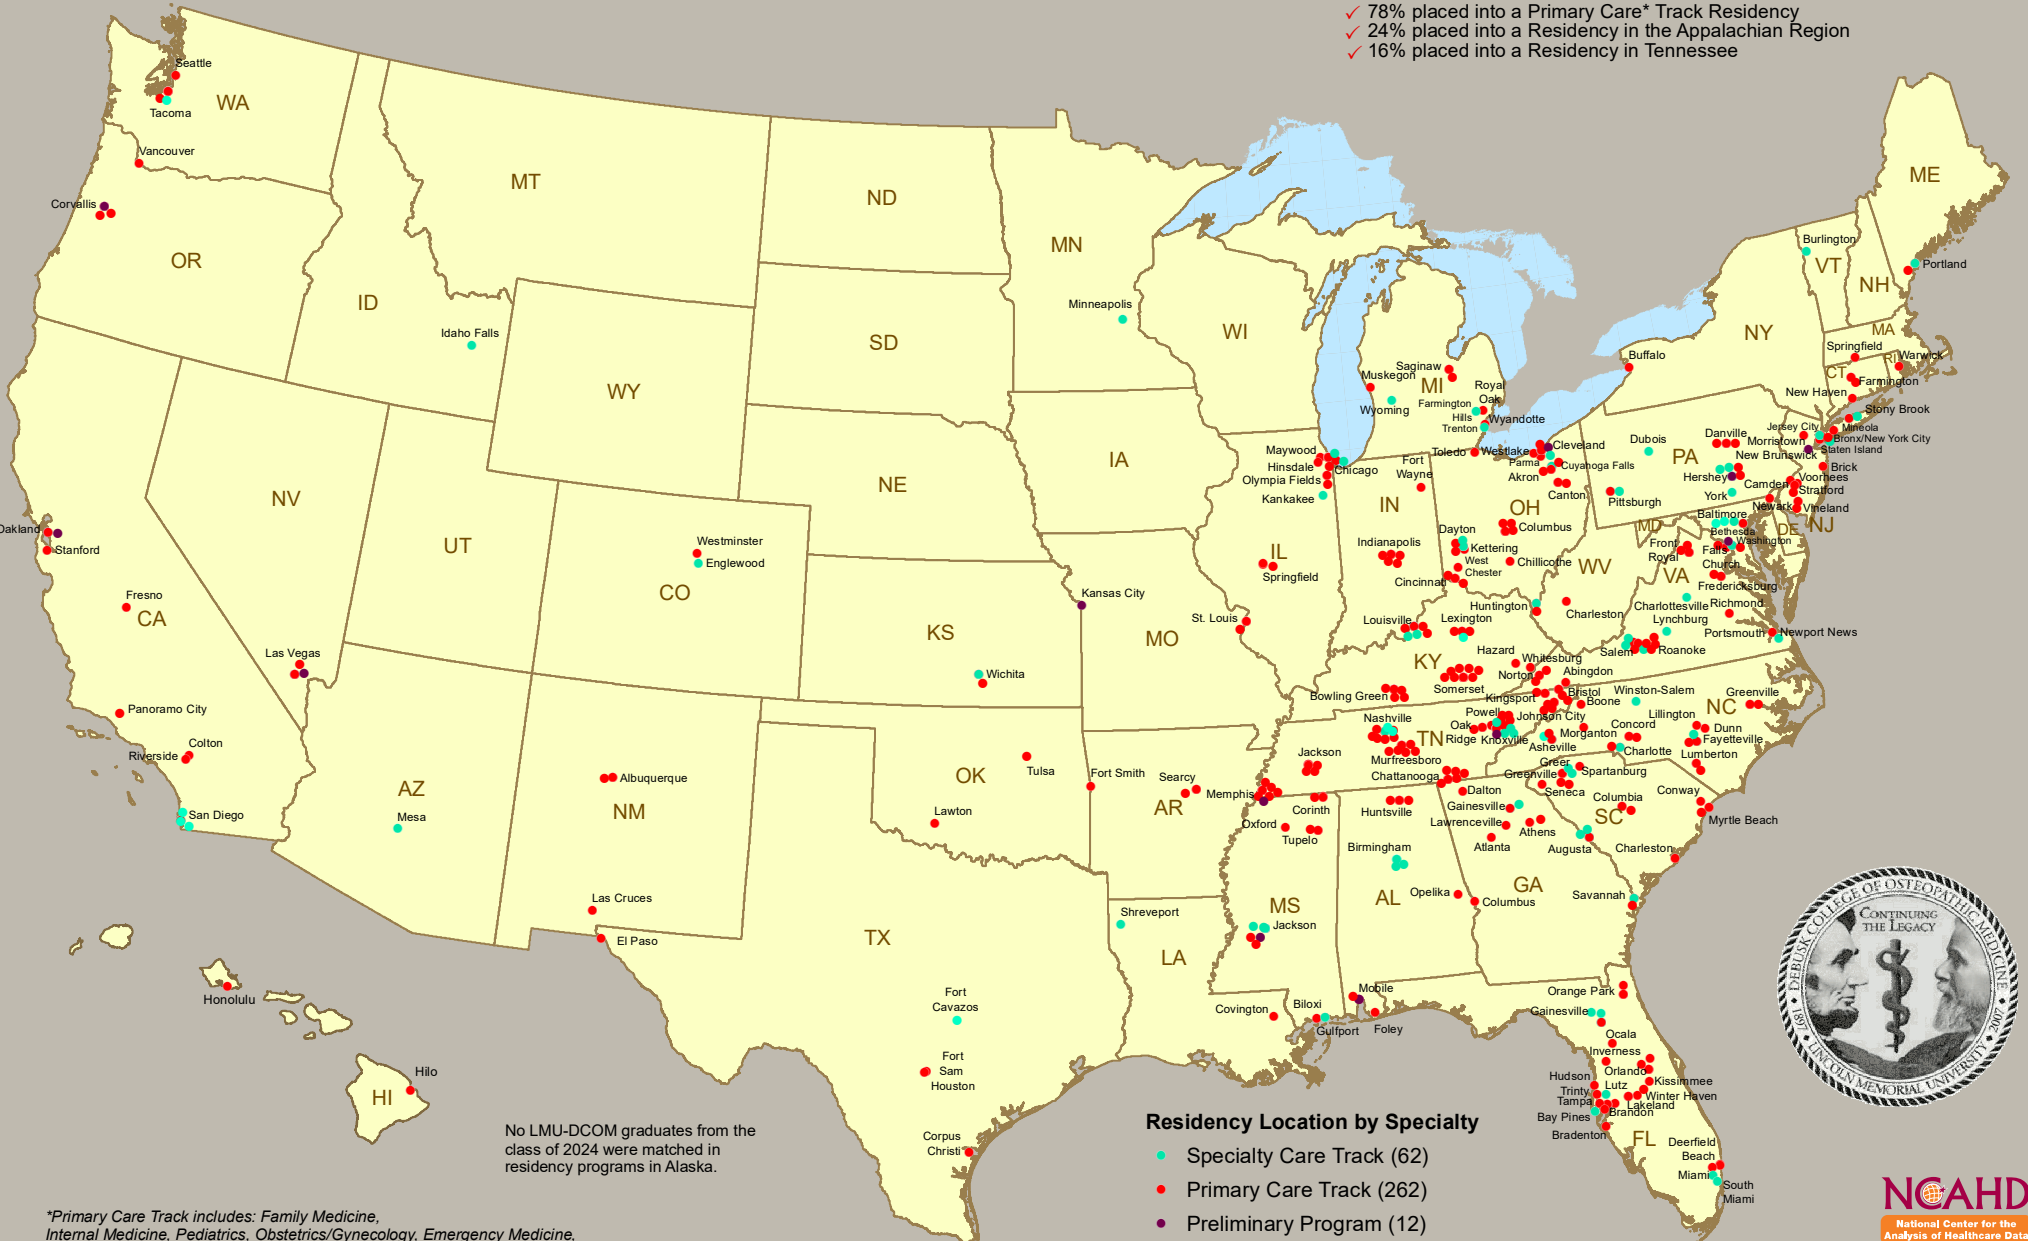 ✓ 78% placed into a Primary Care* Track Residency
✓ 24% placed into a Residency in the Appalachian Region
✓ 16% placed into a Residency in Tennessee
Seattle
WA
Tacoma
Vancouver
Corvallis
OR
MT
ID
Idaho Falls
ND
MN
Minneapolis
SD
WI
WY
NV
UT
CO
Westminster
Englewood
NE
IA
KS
Wichita
Kansas City
MO
St. Louis
Oakland
Stanford
Fresno
CA
Las Vegas
Panoramo City
Colton
Riverside
San Diego
AZ
Mesa
NM
Albuquerque
Las Cruces
El Paso
OK
Tulsa
Lawton
Fort Smith
Searcy
AR
TX
Fort
Cavazos
Fort
Sam
Houston
Corpus
Christi
Shreveport
LA
Covington
Honolulu
Hilo
HI
Saginaw
Muskegon
MI
Royal
Oak
Wyoming
Farmington
Hills
Wyandotte
Trenton
Maywood
Hinsdale
Chicago
Olympia Fields
Kankakee
IL
Springfield
Fort
Wayne
IN
Indianapolis
Toledo
Westlake
Cleveland
Parma
Cuyahoga Falls
Akron
Canton
OH
Columbus
Dayton
Kettering
West
Chester
Chillicothe
Cincinnati
Huntington
WV
Charleston
Louisville
Lexington
KY
Hazard
Whitesburg
Norton
Abingdon
Somerset
Bowling Green
Kingsport
Bristol
Boone
Nashville
Powell
Johnson City
Oak
Ridge
Knoxville
TN
Murfreesboro
Chattanooga
Jackson
Memphis
Corinth
Oxford
Tupelo
MS
Jackson
Biloxi
Gulfport
Huntsville
Birmingham
AL
Opelika
Mobile
Foley
Dalton
Gainesville
Lawrenceville
Athens
Atlanta
Augusta
GA
Columbus
Savannah
Asheville
Morganton
Winston-Salem
Concord
Charlotte
NC
Greenville
Lillington
Dunn
Fayetteville
Lumberton
Greer
Greenville
Spartanburg
Seneca
Columbia
SC
Conway
Myrtle Beach
Charleston
ME
Burlington
VT
Portland
NH
NY
MA
Buffalo
Springfield
RI
Warwick
CT
Farmington
New Haven
Stony Brook
Jersey City
Mineola
Bronx/New York City
Morristown
Staten Island
New Brunswick
Brick
Danville
Dubois
PA
Hershey
Pittsburgh
York
Camden
Voorhees
Stratford
Newark
Vineland
NJ
DE
MD
Baltimore
Bethesda
Washington
Front
Royal
Falls
Church
VA
Fredericksburg
Charlottesville
Richmond
Lynchburg
Portsmouth
Newport News
Salem
Roanoke
Orange Park
Gainesville
Ocala
Inverness
Orlando
Hudson
Lutz
Kissimmee
Trinty
Winter Haven
Tampa
Lakeland
Brandon
Bay Pines
Bradenton
FL
Deerfield
Beach
Miami
South
Miami
DEBUSK COLLEGE OF OSTEOPATHIC MEDICINE
CONTINUING
THE LEGACY
1897
2007
LINCOLN MEMORIAL UNIVERSITY
No LMU-DCOM graduates from the
class of 2024 were matched in
residency programs in Alaska.
Residency Location by Specialty
Specialty Care Track (62)
Primary Care Track (262)
Preliminary Program (12)
*Primary Care Track includes: Family Medicine,
Internal Medicine, Pediatrics, Obstetrics/Gynecology, Emergency Medicine,
NCAHD
National Center for the
Analysis of Healthcare Data